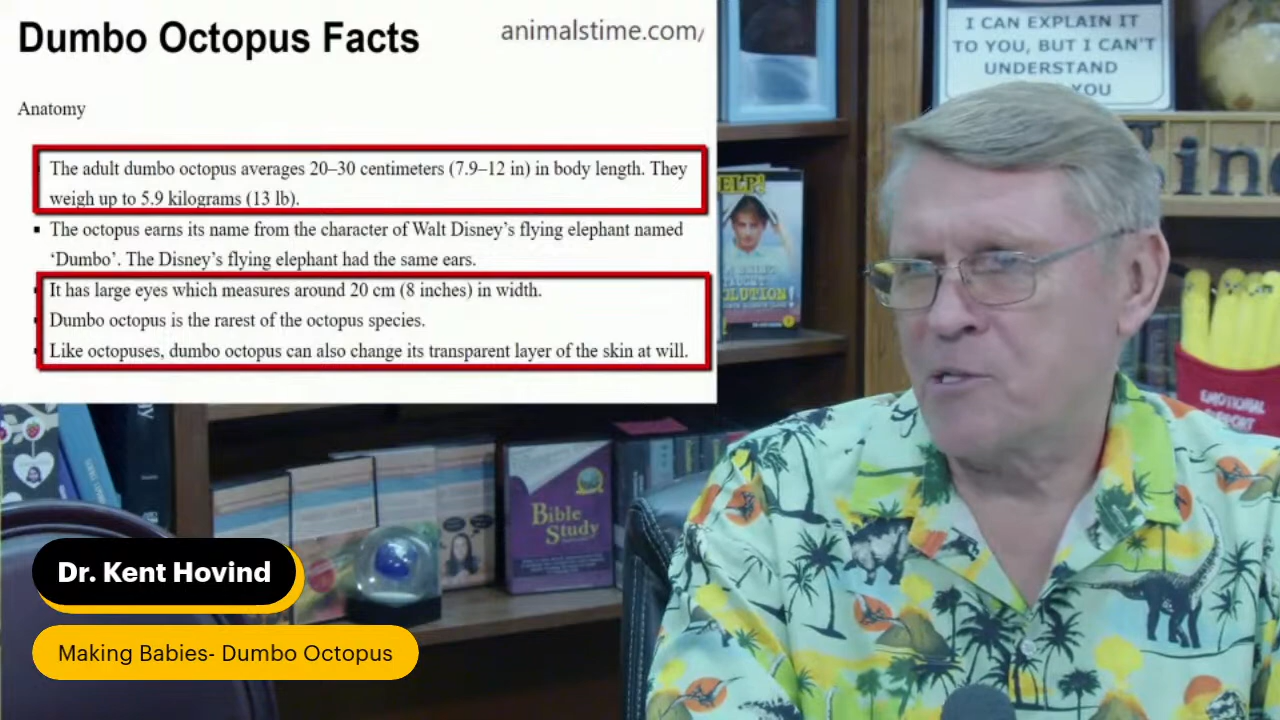 Dumbo Octopus Facts
animalstime.com/
Anatomy
The adult dumbo octopus averages 20–30 centimeters (7.9–12 in) in body length. They
weigh up to 5.9 kilograms (13 lb).
The octopus earns its name from the character of Walt Disney’s flying elephant named
‘Dumbo’. The Disney’s flying elephant had the same ears.
It has large eyes which measures around 20 cm (8 inches) in width.
Dumbo octopus is the rarest of the octopus species.
Like octopuses, dumbo octopus can also change its transparent layer of the skin at will.
I CAN EXPLAIN IT
TO YOU, BUT I CAN'T
UNDERSTAND
YOU
ELP!
EMOTIONAL
Bible
Study
Dr. Kent Hovind
Making Babies- Dumbo Octopus